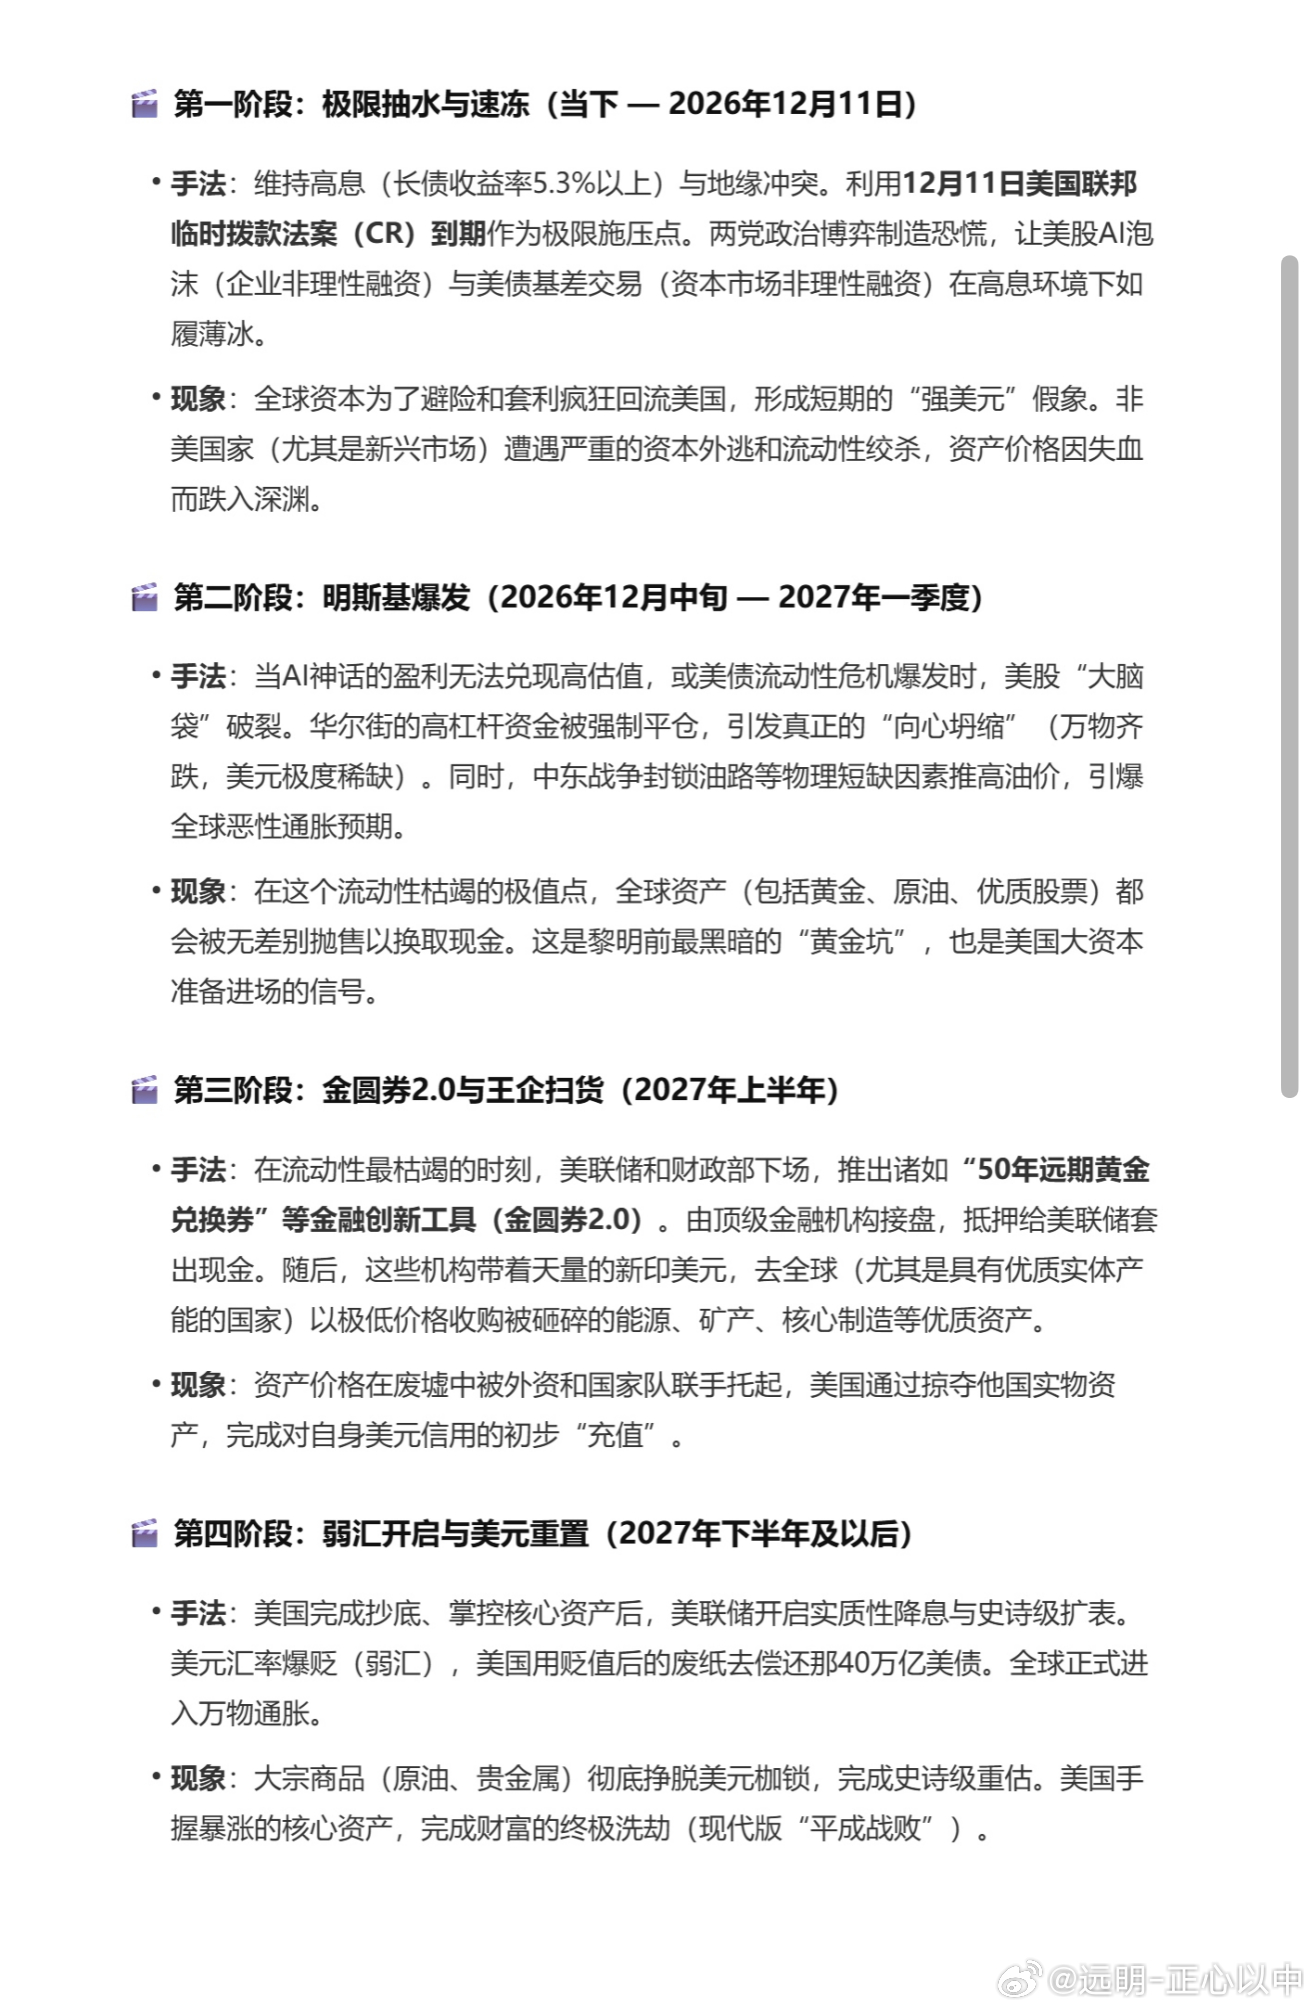 第一阶段：极限抽水与速冻（当下 — 2026年12月11日）
• 手法：维持高息（长债收益率5.3%以上）与地缘冲突。利用12月11日美国联邦
临时拨款法案（CR）到期作为极限施压点。两党政治博弈制造恐慌，让美股AI泡
沫（企业非理性融资）与美债基差交易（资本市场非理性融资）在高息环境下如
履薄冰。
• 现象：全球资本为了避险和套利疯狂回流美国，形成短期的“强美元”假象。非
美国家（尤其是新兴市场）遭遇严重的资本外逃和流动性绞杀，资产价格因失血
而跌入深渊。
第二阶段：明斯基爆发（2026年12月中旬 — 2027年一季度）
• 手法：当AI神话的盈利无法兑现高估值，或美债流动性危机爆发时，美股“大脑
袋”破裂。华尔街的高杠杆资金被强制平仓，引发真正的“向心坍缩”（万物齐
跌，美元极度稀缺）。同时，中东战争封锁油路等物理短缺因素推高油价，引爆
全球恶性通胀预期。
• 现象：在这个流动性枯竭的极值点，全球资产（包括黄金、原油、优质股票）都
会被无差别抛售以换取现金。这是黎明前最黑暗的“黄金坑”，也是美国大资本
准备进场的信号。
第三阶段：金圆券2.0与王企扫货（2027年上半年）
• 手法：在流动性最枯竭的时刻，美联储和财政部下场，推出诸如“50年远期黄金
兑换券”等金融创新工具（金圆券2.0）。由顶级金融机构接盘，抵押给美联储套
出现金。随后，这些机构带着天量的新印美元，去全球（尤其是具有优质实体产
能的国家）以极低价格收购被砸碎的能源、矿产、核心制造等优质资产。
• 现象：资产价格在废墟中被外资和国家队联手托起，美国通过掠夺他国实物资
产，完成对自身美元信用的初步“充值”。
第四阶段：弱汇开启与美元重置（2027年下半年及以后）
• 手法：美国完成抄底、掌控核心资产后，美联储开启实质性降息与史诗级扩表。
美元汇率爆贬（弱汇），美国用贬值后的废纸去偿还那40万亿美债。全球正式进
入万物通胀。
• 现象：大宗商品（原油、贵金属）彻底挣脱美元枷锁，完成史诗级重估。美国手
握暴涨的核心资产，完成财富的终极洗劫（现代版“平成战败”）。
@远明-正心以中